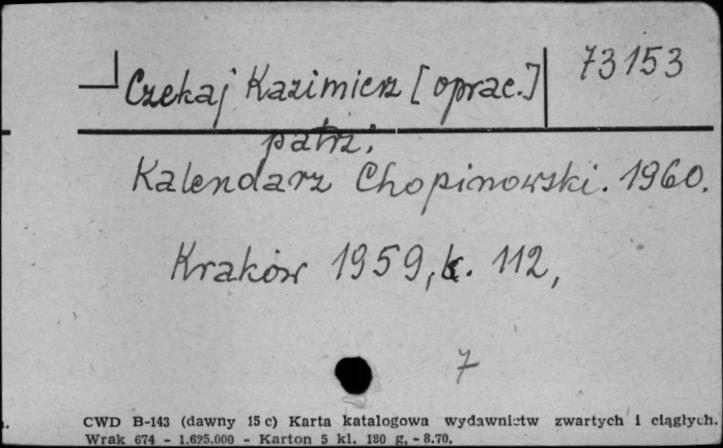 Czekaj Kazimierz [oprac.] 73153
patrz:
Kalendarz Chopinowski. 1960.
Kraków 1959, k. 112,
7
CWD B-143 (dawny 15 c) Karta katalogowa wydawnictw zwartych i ciągłych.
Wrak 674 - 1.625.000 - Karton 5 kl. 180 g, - 8.70.